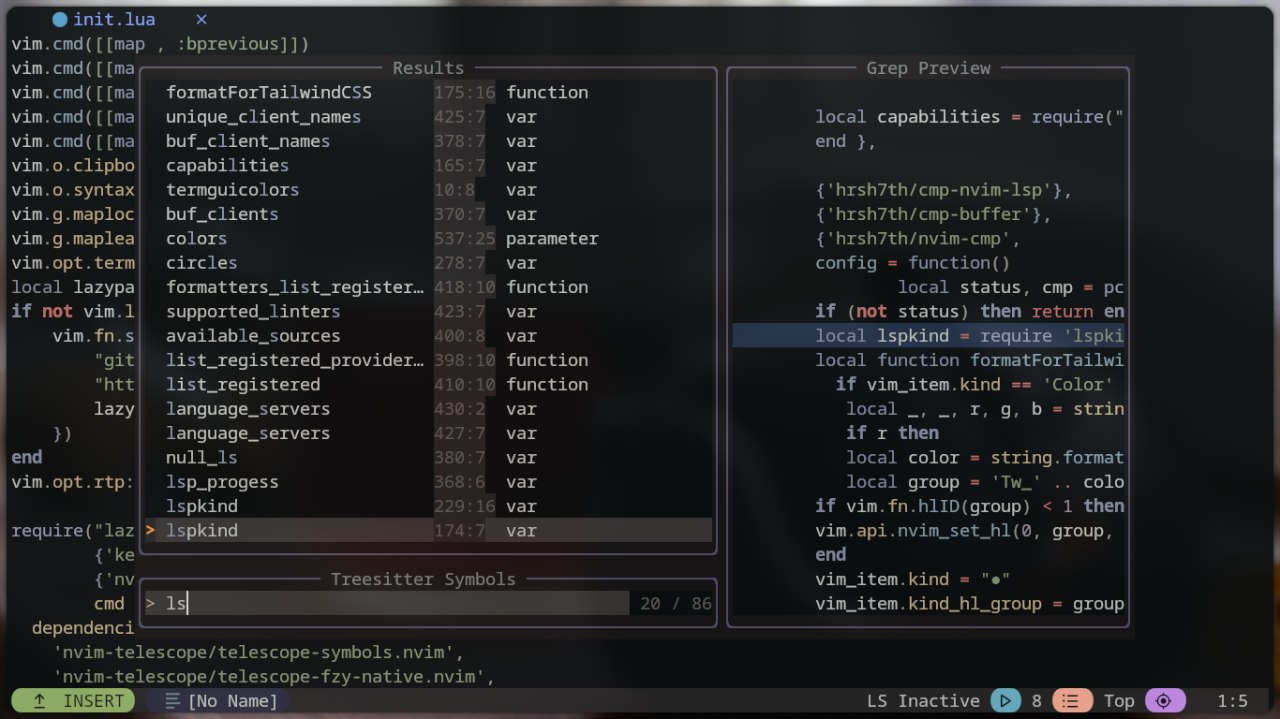 init.lua ×
vim.cmd([[map , :bprevious]])
vim.cmd([[ma
vim.cmd([[ma
vim.cmd([[ma
vim.cmd([[ma
vim.o.clipbo
vim.o.syntax
vim.g.maploc
vim.g.maplea
vim.opt.term
local lazypa
if not vim.l
vim.fn.s
"git
"htt
lazy
})
end
vim.opt.rtp:
require("laz
{'ke
{'nv
cmd
dependenci
'nvim-telescope/telescope-symbols.nvim',
'nvim-telescope/telescope-fzy-native.nvim',
Results
formatForTailwindCSS 175:16 function
unique_client_names 425:7 var
buf_client_names 378:7 var
capabilities 165:7 var
termguicolors 10:8 var
buf_clients 370:7 var
colors 537:25 parameter
circles 278:7 var
formatters_list_register… 418:10 function
supported_linters 423:7 var
available_sources 400:8 var
list_registered_provider… 398:10 function
list_registered 410:10 function
language_servers 430:2 var
language_servers 427:7 var
null_ls 380:7 var
lsp_progess 368:6 var
lspkind 229:16 var
> lspkind 174:7 var
Treesitter Symbols
> ls 20 / 86
Grep Preview
local capabilities = require("
end },
{'hrsh7th/cmp-nvim-lsp'},
{'hrsh7th/cmp-buffer'},
{'hrsh7th/nvim-cmp',
config = function()
local status, cmp = pc
if (not status) then return en
local lspkind = require 'lspki
local function formatForTailwi
if vim_item.kind == 'Color'
local _, _, r, g, b = strin
if r then
local color = string.format
local group = 'Tw_' .. colo
if vim.fn.hlID(group) < 1 then
vim.api.nvim_set_hl(0, group,
end
vim_item.kind = "●"
vim_item.kind_hl_group = group
INSERT [No Name] LS Inactive 8 Top 1:5